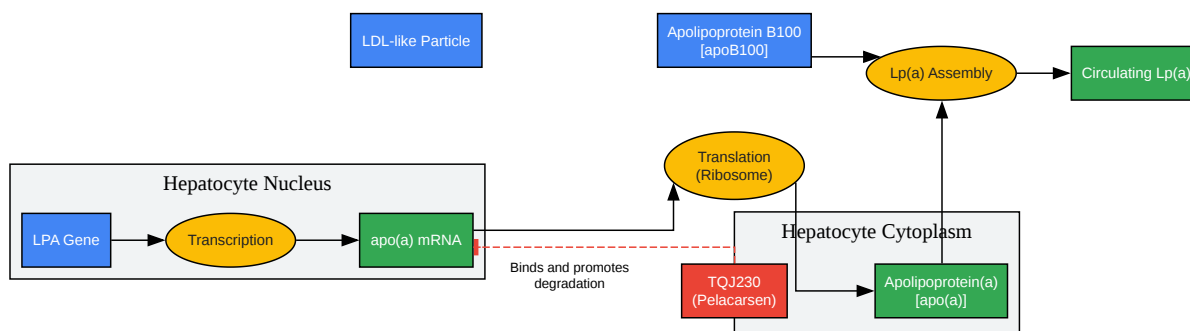 LDL-like Particle
Apolipoprotein B100
[apoB100]
Lp(a) Assembly
Circulating Lp(a)
Translation
(Ribosome)
Hepatocyte Nucleus
LPA Gene
Transcription
apo(a) mRNA
Hepatocyte Cytoplasm
Binds and promotes
degradation
TQJ230
(Pelacarsen)
Apolipoprotein(a)
[apo(a)]